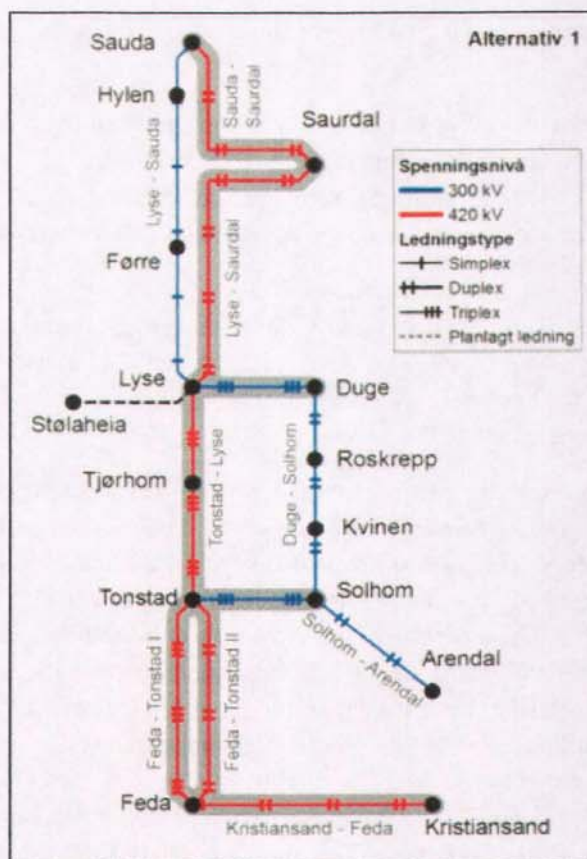 Alternativ 1
Sauda
Hylen
Sauda -
Saurdal
Saurdal
Spenningsnivå
300 kV
420 kV
Ledningstype
Simplex
Duplex
Triplex
Planlagt ledning
Lyse - Sauda
Førre
Lyse - Saurdal
Lyse
Duge
Stølaheia
Tjørhom
Tonstad - Lyse
Duge - Solhom
Roskrepp
Kvinen
Tonstad
Solhom
Solhom - Arendal
Arendal
Feda - Tonstad I
Feda - Tonstad II
Feda
Kristiansand - Feda
Kristiansand